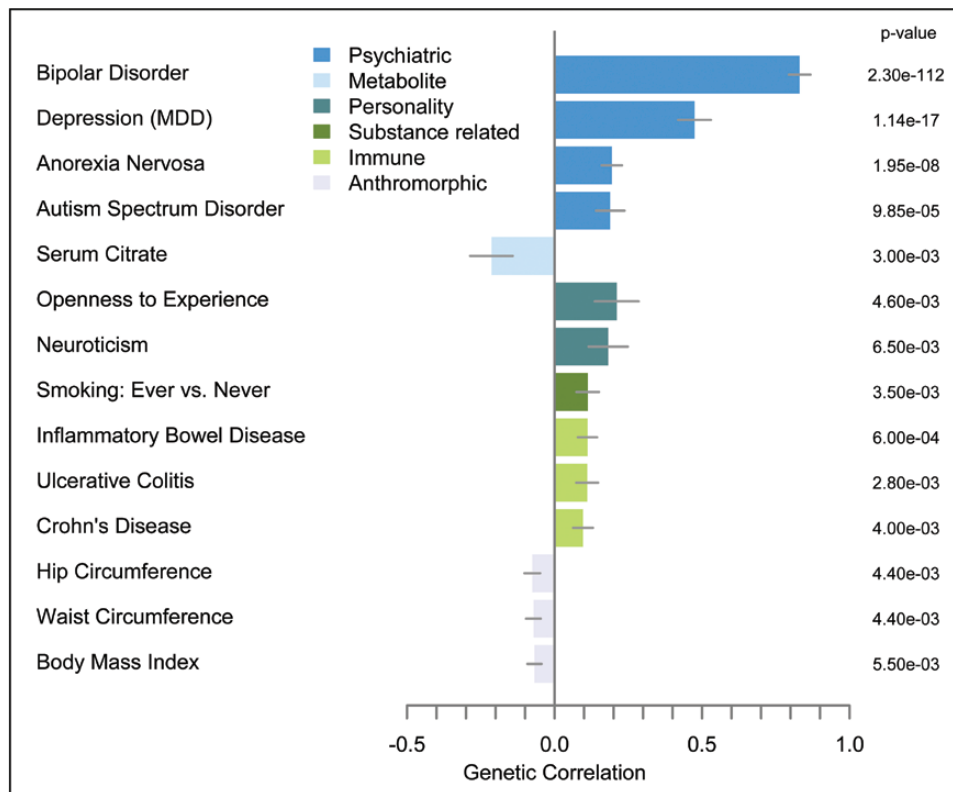 p-value
Psychiatric
Metabolite
Personality
Substance related
Immune
Anthromorphic
Bipolar Disorder 2.30e-112
Depression (MDD) 1.14e-17
Anorexia Nervosa 1.95e-08
Autism Spectrum Disorder 9.85e-05
Serum Citrate 3.00e-03
Openness to Experience 4.60e-03
Neuroticism 6.50e-03
Smoking: Ever vs. Never 3.50e-03
Inflammatory Bowel Disease 6.00e-04
Ulcerative Colitis 2.80e-03
Crohn's Disease 4.00e-03
Hip Circumference 4.40e-03
Waist Circumference 4.40e-03
Body Mass Index 5.50e-03
-0.5 0.0 0.5 1.0
Genetic Correlation